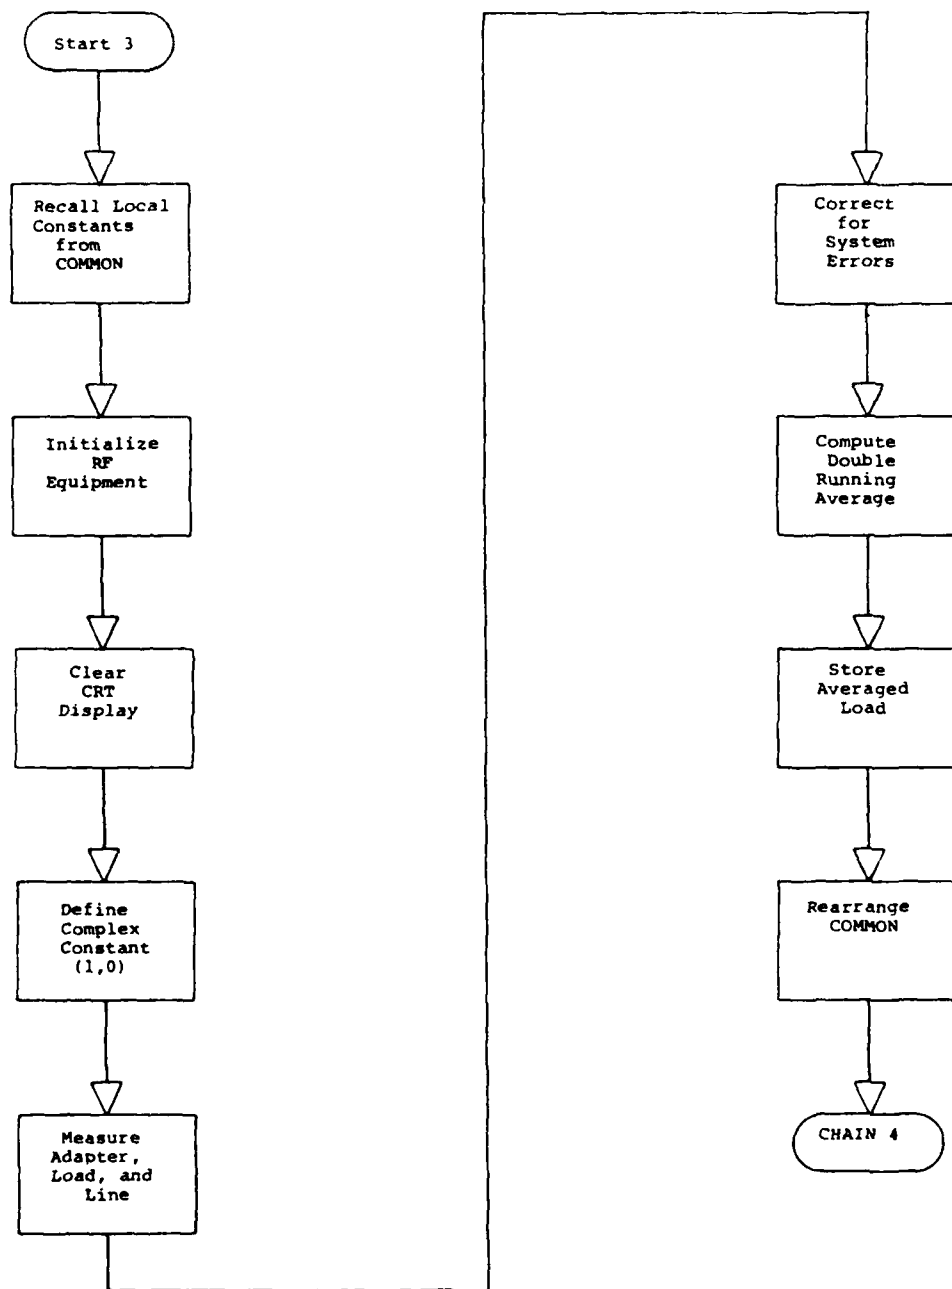 Start 3
Recall Local
Constants
from
COMMON
Initialize
RF
Equipment
Clear
CRT
Display
Define
Complex
Constant
(1,0)
Measure
Adapter,
Load, and
Line
Correct
for
System
Errors
Compute
Double
Running
Average
Store
Averaged
Load
Rearrange
COMMON
CHAIN 4